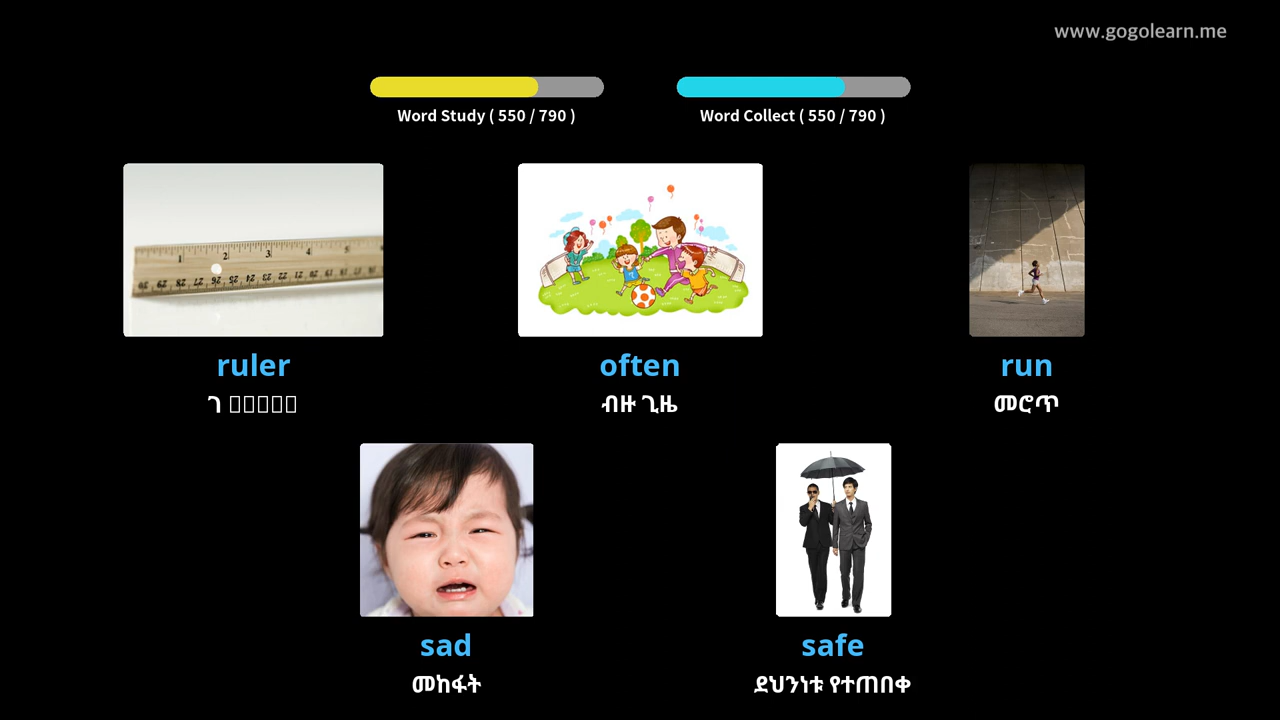 www.gogolearn.me
Word Study ( 550 / 790 )
Word Collect ( 550 / 790 )
ruler
often
run
ገ
ብዙ ጊዜ
መሮጥ
sad
safe
መከፋት
ደህንነቱ የተጠበቀ